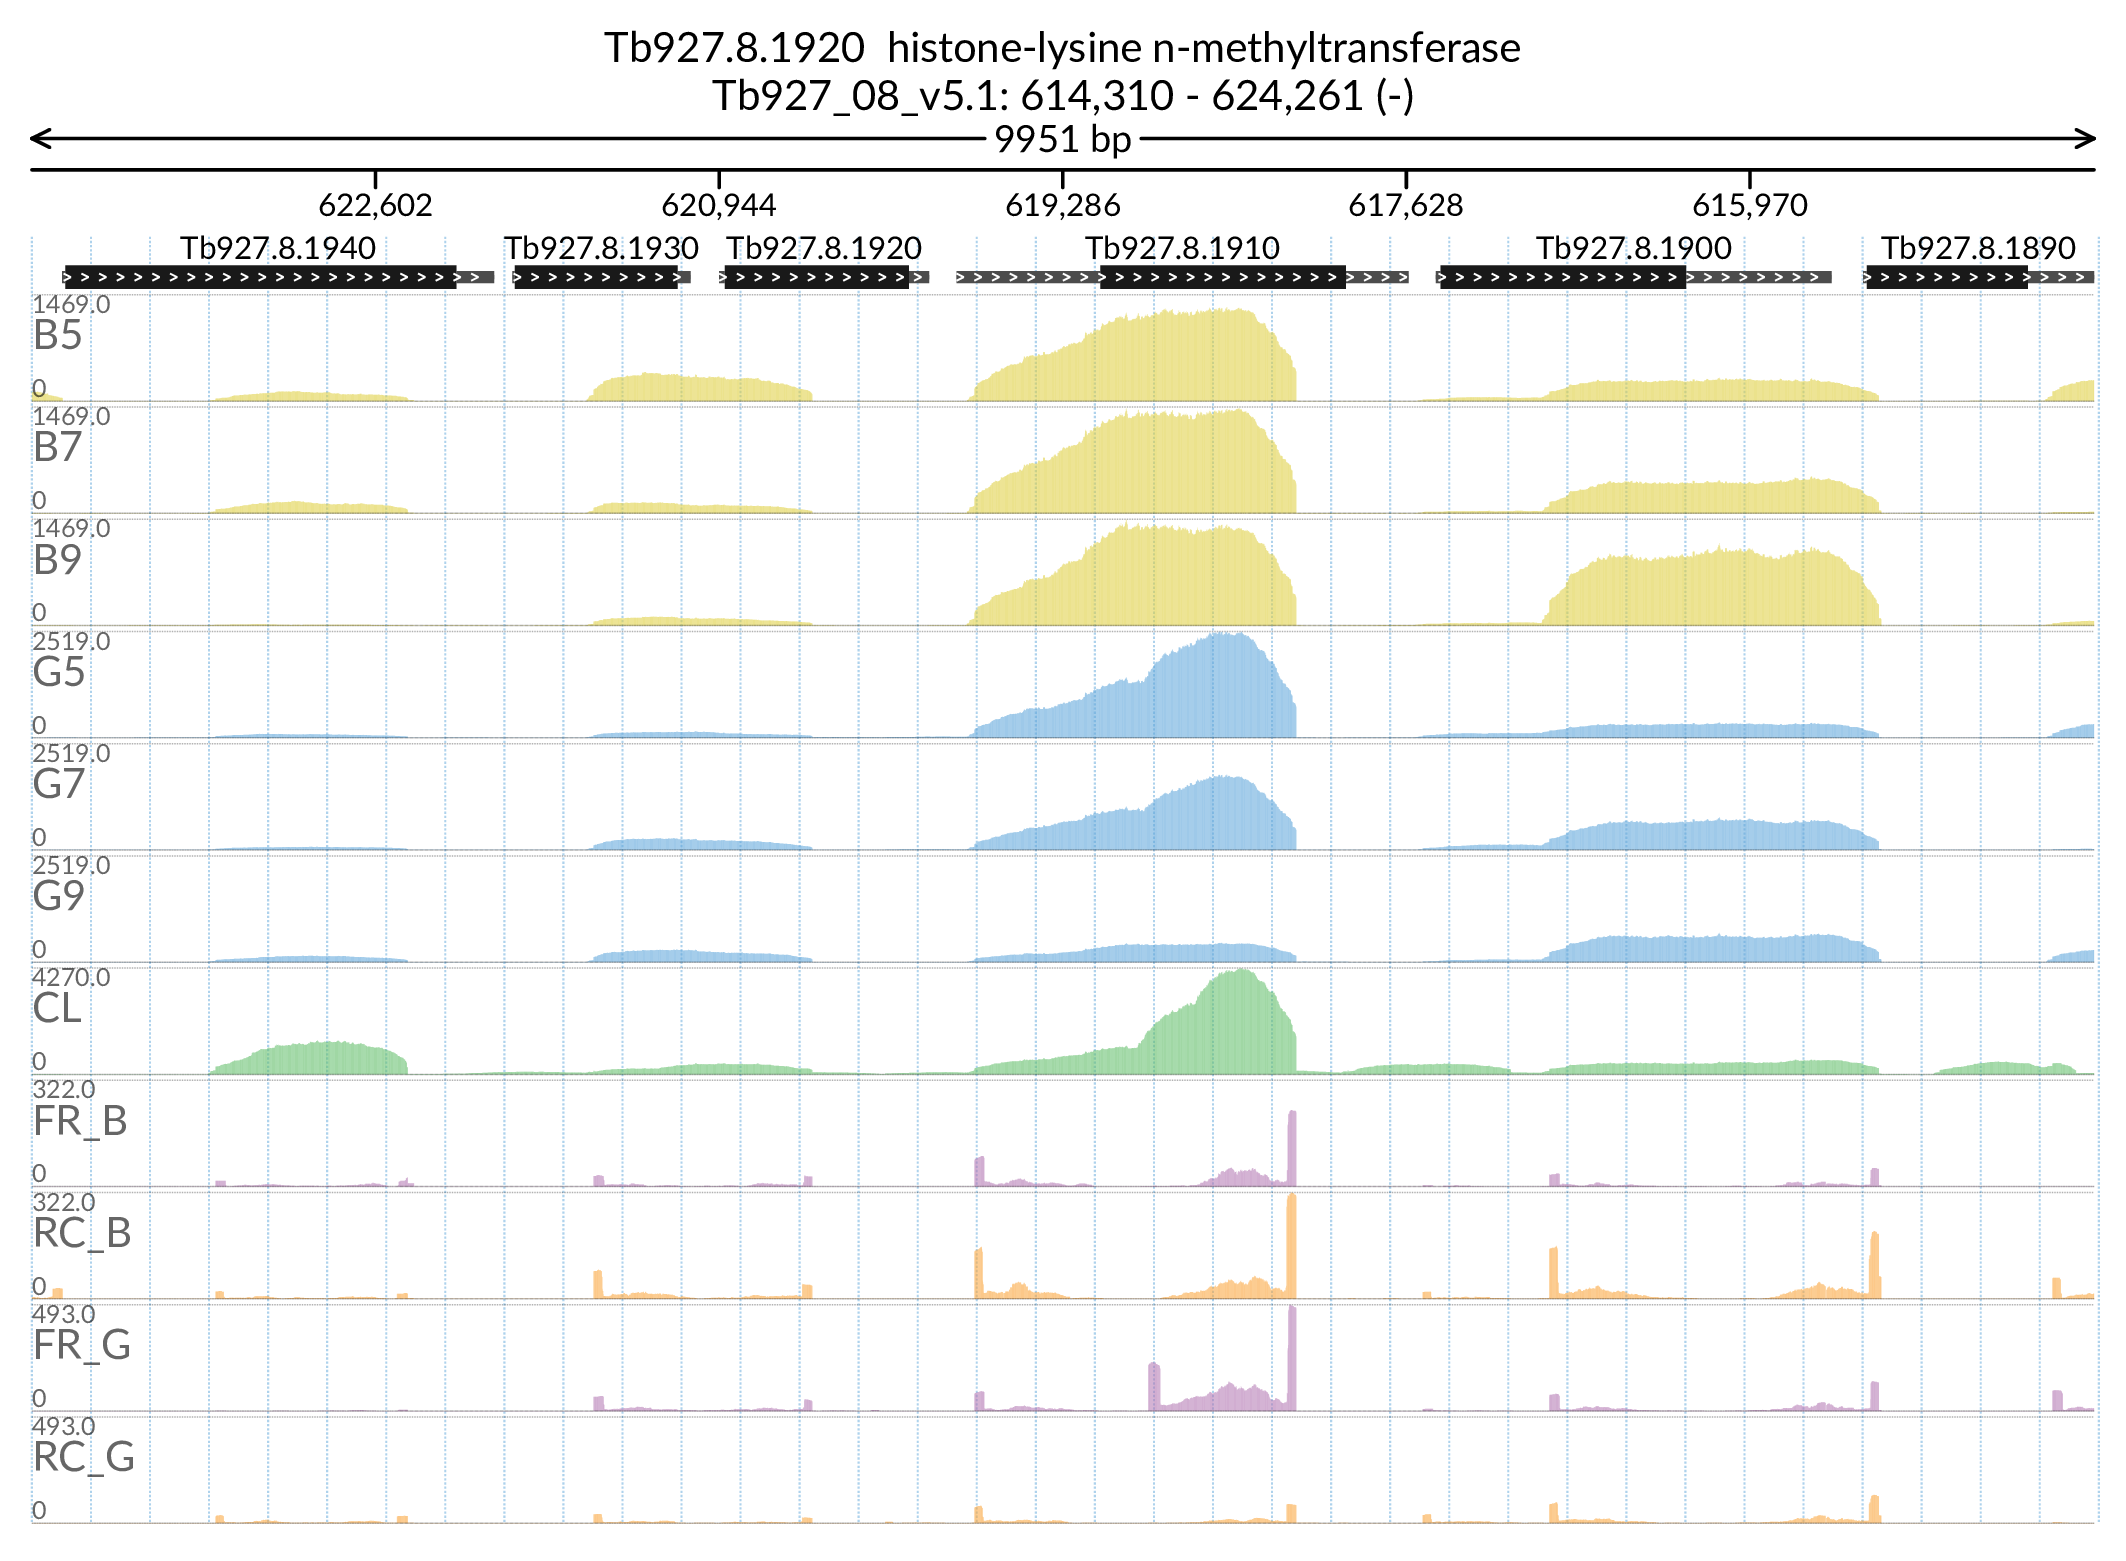 Tb927.8.1920 histone-lysine n-methyltransferase
Tb927_08_v5.1: 614,310 - 624,261 (-)
9951 bp
622,602 620,944 619,286 617,628 615,970
Tb927.8.1940 Tb927.8.1930 Tb927.8.1920 Tb927.8.1910 Tb927.8.1900 Tb927.8.1890
1469.0
B5
0
1469.0
B7
0
1469.0
B9
0
2519.0
G5
0
2519.0
G7
0
2519.0
G9
0
4270.0
CL
0
322.0
FR_B
0
322.0
RC_B
0
493.0
FR_G
0
493.0
RC_G
0